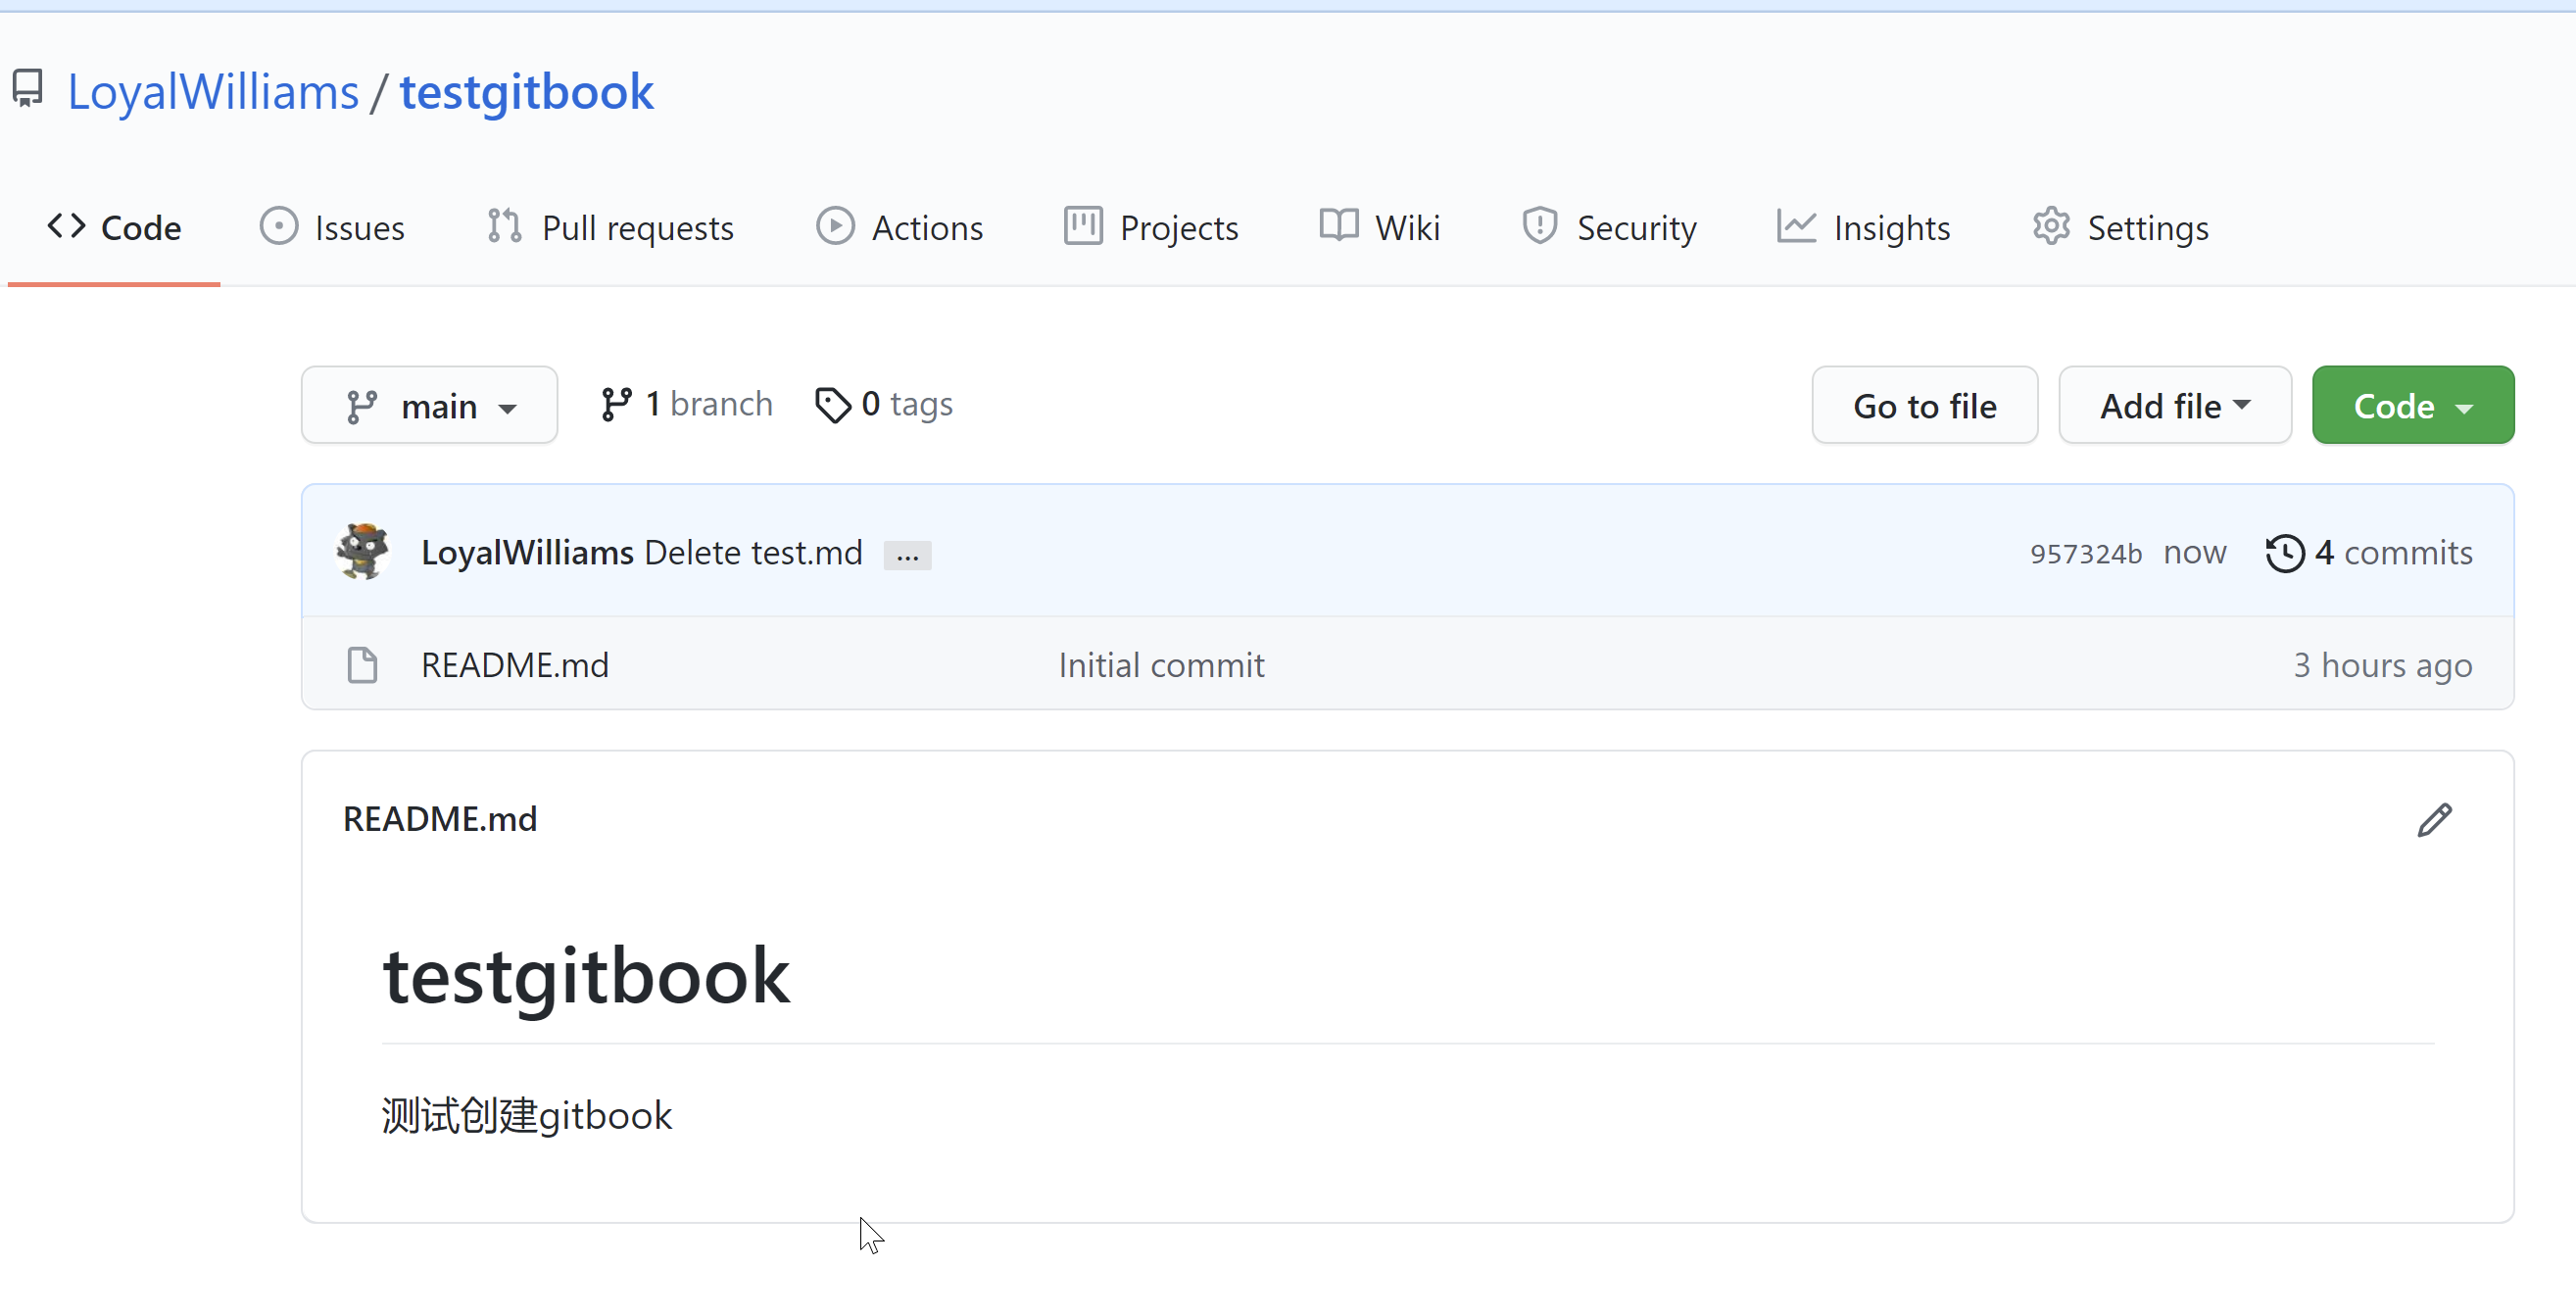 LoyalWilliams / testgitbook
Code Issues Pull requests Actions Projects Wiki Security Insights Settings
main 1 branch 0 tags Go to file Add file Code
LoyalWilliams Delete test.md ... 957324b now 4 commits
README.md Initial commit 3 hours ago
README.md
testgitbook
测试创建gitbook